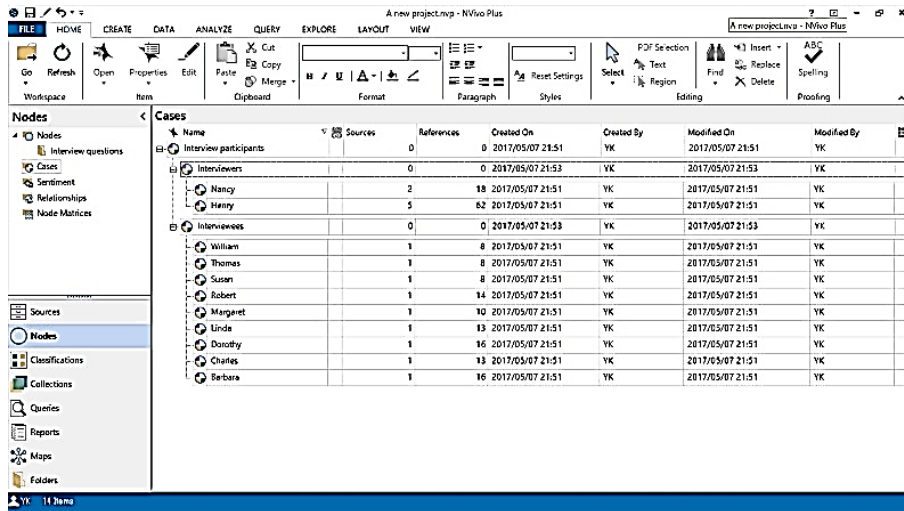 A new project.nvp - NVivo Plus
A new project.nvp - NVivo Plus
FILE HOME CREATE DATA ANALYZE QUERY EXPLORE LAYOUT VIEW
Go Refresh Open Properties Edit Paste Cut Copy Merge
B I U A Reset Settings
Select PDF Selection Text Region Find Insert Replace Delete ABC Spelling
Workspace Item Clipboard Format Paragraph Styles Editing Proofing
Nodes
Nodes
Interview questions
Cases
Sentiment
Relationships
Node Matrices
Sources
Nodes
Classifications
Collections
Queries
Reports
Maps
Folders
Cases
Name Sources References Created On Created By Modified On Modified By
Interview participants 0 0 2017/05/07 21:51 YK 2017/05/07 21:51 YK
Interviewers 0 0 2017/05/07 21:53 YK 2017/05/07 21:53 YK
Nancy 2 18 2017/05/07 21:51 YK 2017/05/07 21:51 YK
Henry 5 62 2017/05/07 21:51 YK 2017/05/07 21:51 YK
Interviewees 0 0 2017/05/07 21:53 YK 2017/05/07 21:53 YK
William 1 8 2017/05/07 21:51 YK 2017/05/07 21:51 YK
Thomas 1 8 2017/05/07 21:51 YK 2017/05/07 21:51 YK
Susan 1 8 2017/05/07 21:51 YK 2017/05/07 21:51 YK
Robert 1 14 2017/05/07 21:51 YK 2017/05/07 21:51 YK
Margaret 1 10 2017/05/07 21:51 YK 2017/05/07 21:51 YK
Linda 1 13 2017/05/07 21:51 YK 2017/05/07 21:51 YK
Dorothy 1 16 2017/05/07 21:51 YK 2017/05/07 21:51 YK
Charles 1 13 2017/05/07 21:51 YK 2017/05/07 21:51 YK
Barbara 1 16 2017/05/07 21:51 YK 2017/05/07 21:51 YK
YK 14 Items